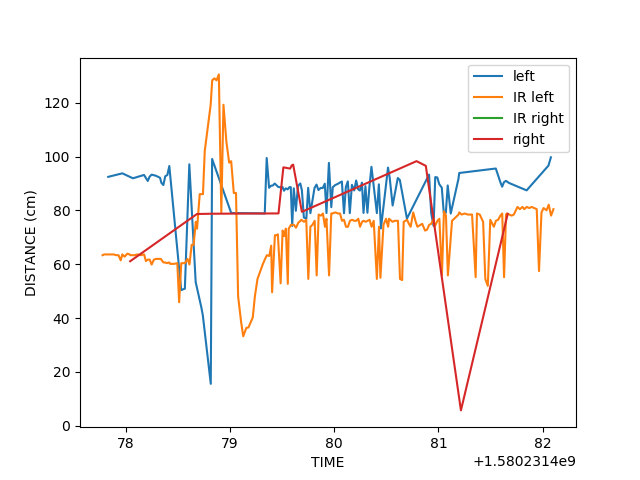 left
IR left
IR right
right
DISTANCE (cm)
120
100
80
60
40
20
0
78
79
80
81
82
TIME
+1.5802314e9